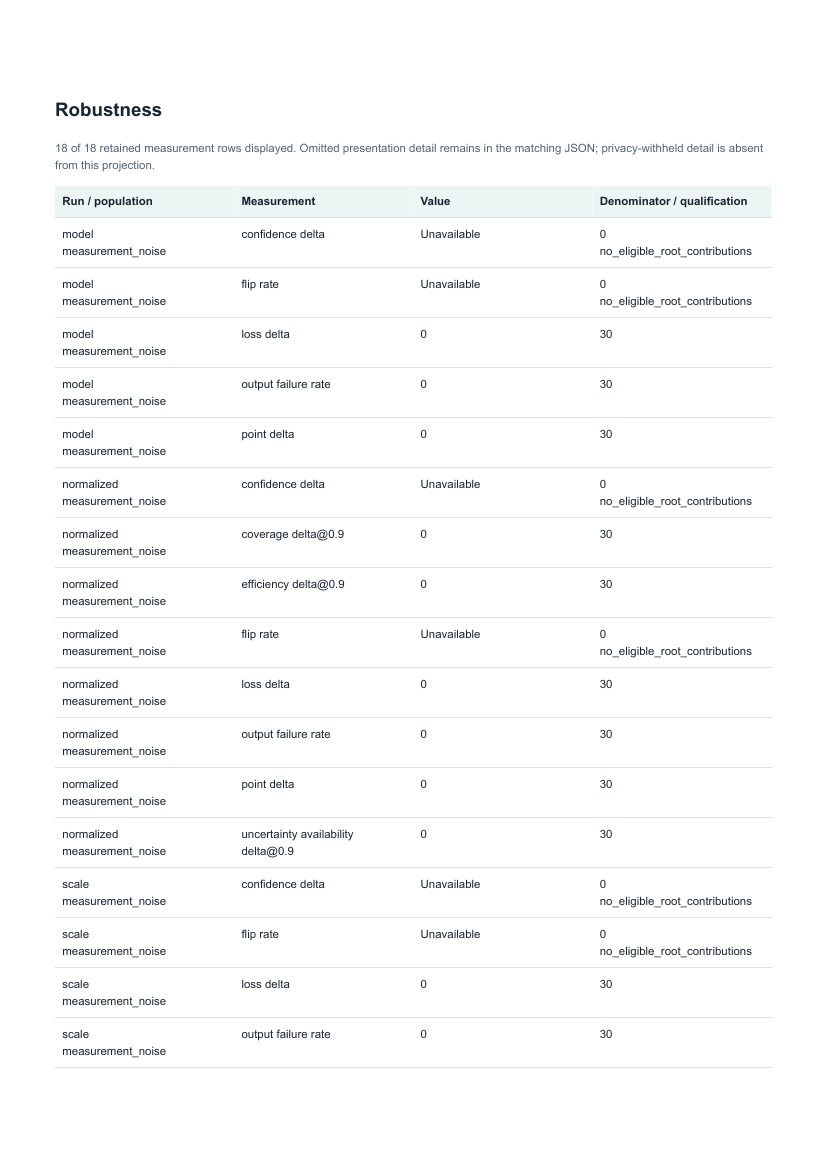 Robustness
18 of 18 retained measurement rows displayed. Omitted presentation detail remains in the matching JSON; privacy-withheld detail is absent
from this projection.
Run / population Measurement Value Denominator / qualification
model confidence delta Unavailable 0
measurement_noise no_eligible_root_contributions
model flip rate Unavailable 0
measurement_noise no_eligible_root_contributions
model loss delta 0 30
measurement_noise
model output failure rate 0 30
measurement_noise
model point delta 0 30
measurement_noise
normalized confidence delta Unavailable 0
measurement_noise no_eligible_root_contributions
normalized coverage delta@0.9 0 30
measurement_noise
normalized efficiency delta@0.9 0 30
measurement_noise
normalized flip rate Unavailable 0
measurement_noise no_eligible_root_contributions
normalized loss delta 0 30
measurement_noise
normalized output failure rate 0 30
measurement_noise
normalized point delta 0 30
measurement_noise
normalized uncertainty availability 0 30
measurement_noise delta@0.9
scale confidence delta Unavailable 0
measurement_noise no_eligible_root_contributions
scale flip rate Unavailable 0
measurement_noise no_eligible_root_contributions
scale loss delta 0 30
measurement_noise
scale output failure rate 0 30
measurement_noise